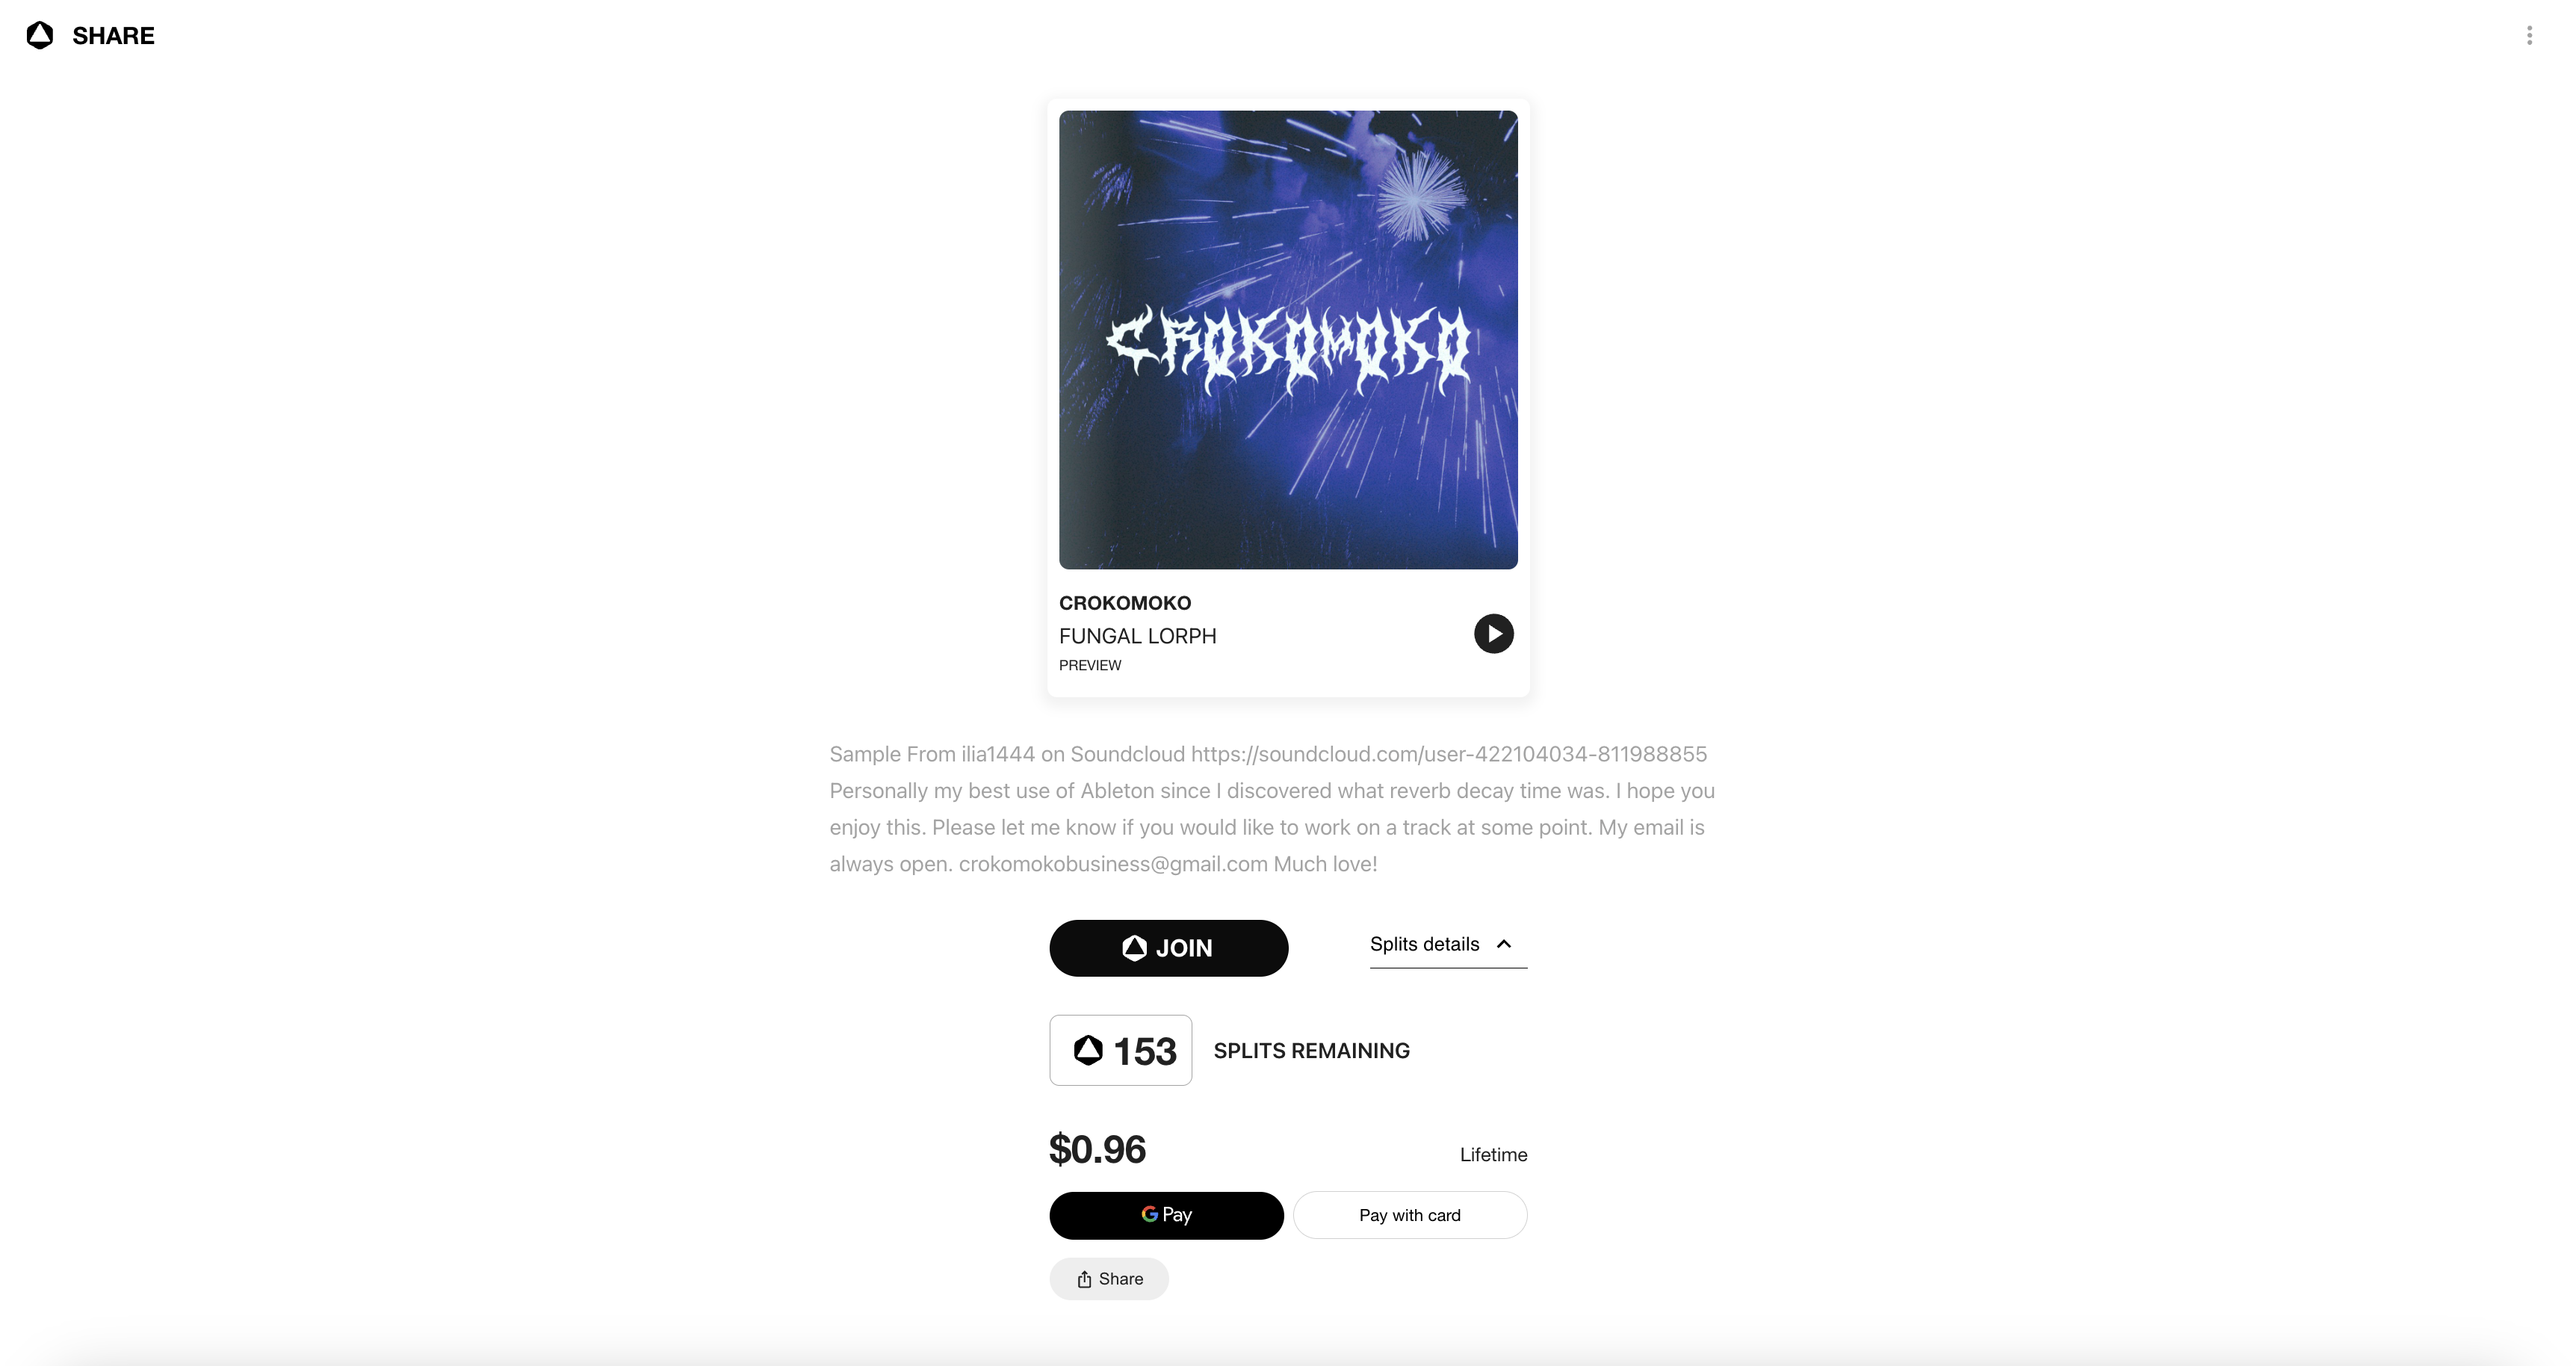 SHARE
CROKOMOKO
CROKOMOKO
FUNGAL LORPH
PREVIEW
Sample From ilia1444 on Soundcloud https://soundcloud.com/user-422104034-811988855
Personally my best use of Ableton since I discovered what reverb decay time was. I hope you
enjoy this. Please let me know if you would like to work on a track at some point. My email is
always open. crokomokobusiness@gmail.com Much love!
JOIN
Splits details
153 SPLITS REMAINING
$0.96
Lifetime
G Pay
Pay with card
Share